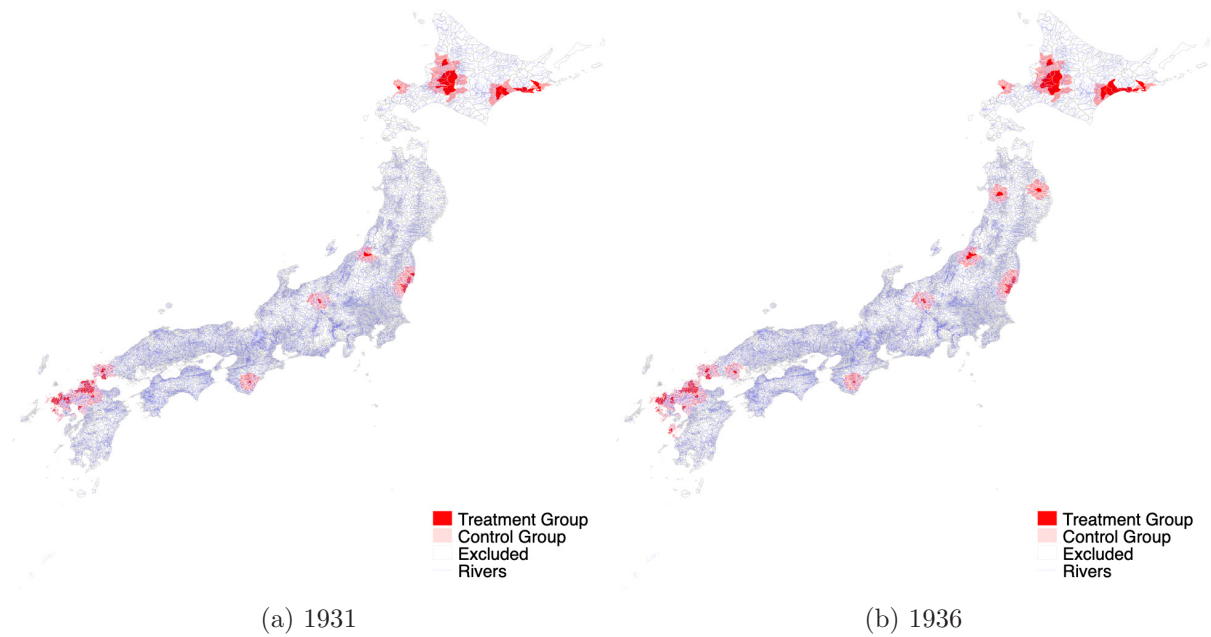 Treatment Group
Control Group
Excluded
Rivers
(a) 1931
Treatment Group
Control Group
Excluded
Rivers
(b) 1936